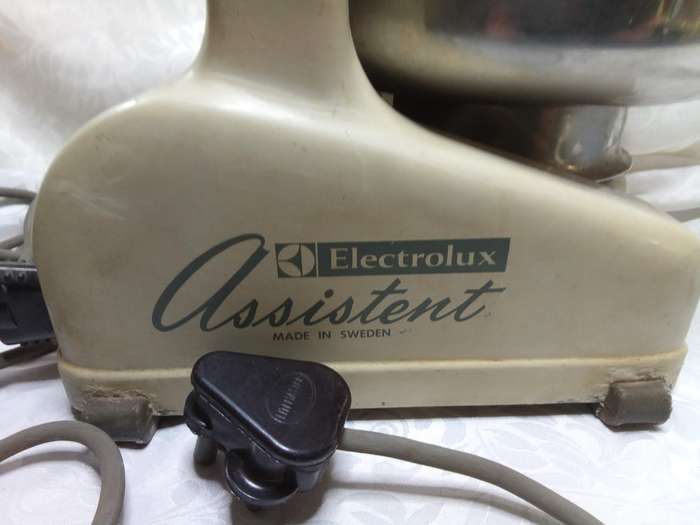 Electrolux
Assistent
MADE IN SWEDEN